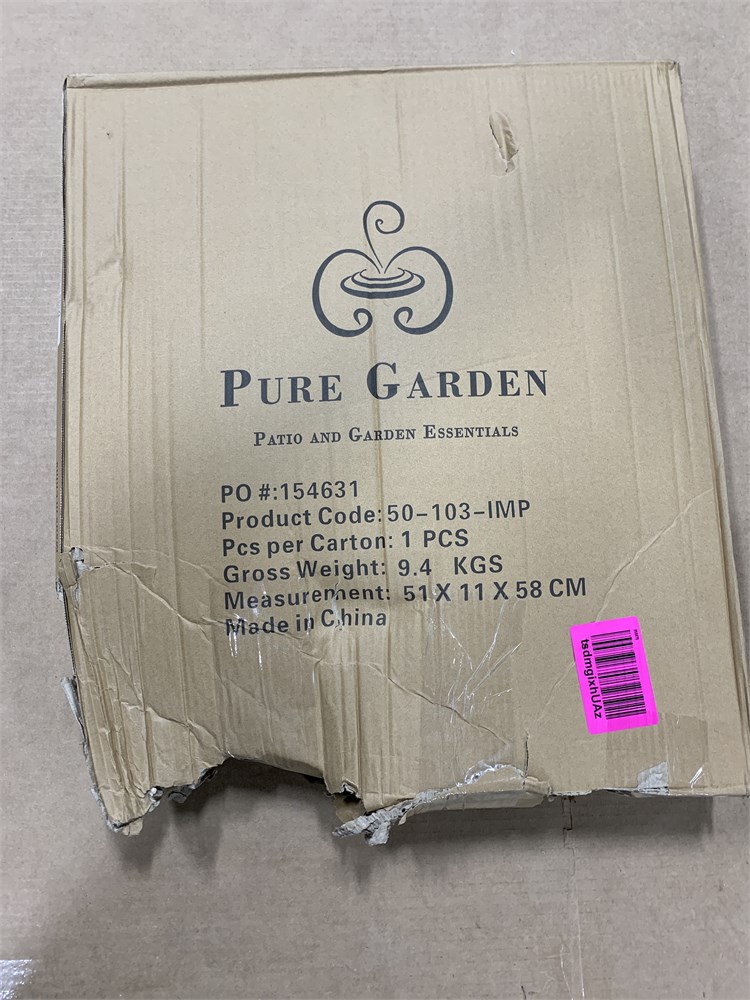 PURE GARDEN
PATIO AND GARDEN ESSENTIALS
PO #:154631
Product Code: 50-103-IMP
Pcs per Carton: 1 PCS
Gross Weight: 9.4 KGS
Measurement: 51 X 11 X 58 CM
Made in China
tsdmgixhUAz